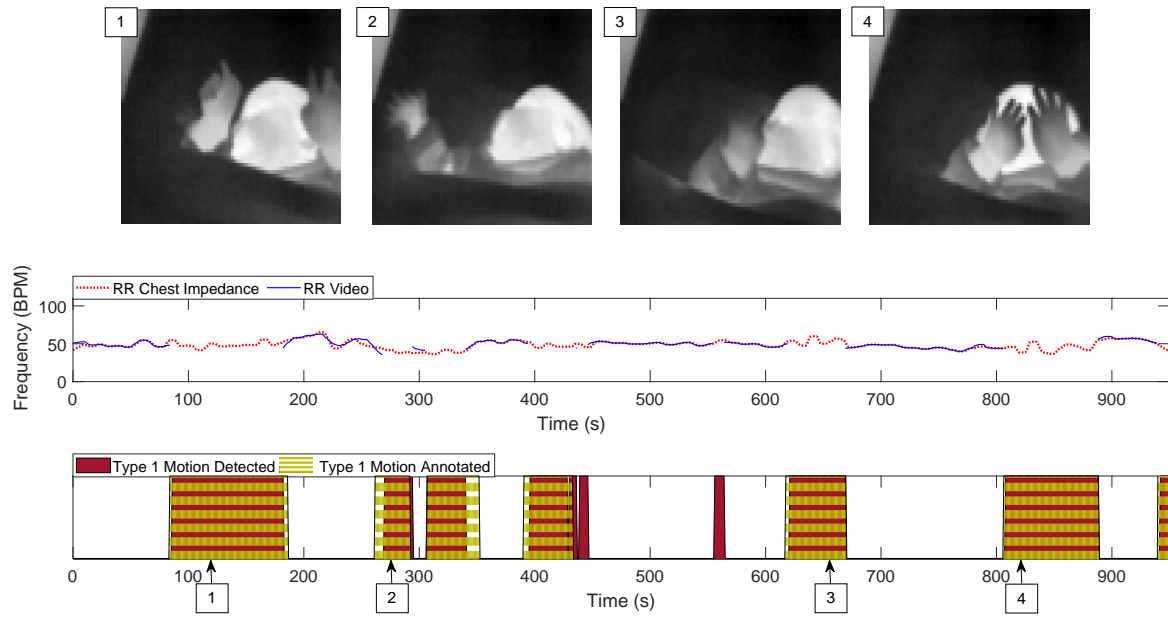 1 2 3 4
RR Chest Impedance RR Video
Frequency (BPM)
100
50
0
0 100 200 300 400 500 600 700 800 900
Time (s)
Type 1 Motion Detected Type 1 Motion Annotated
0 100 200 300 400 500 600 700 800 900
Time (s)
1 2 3 4